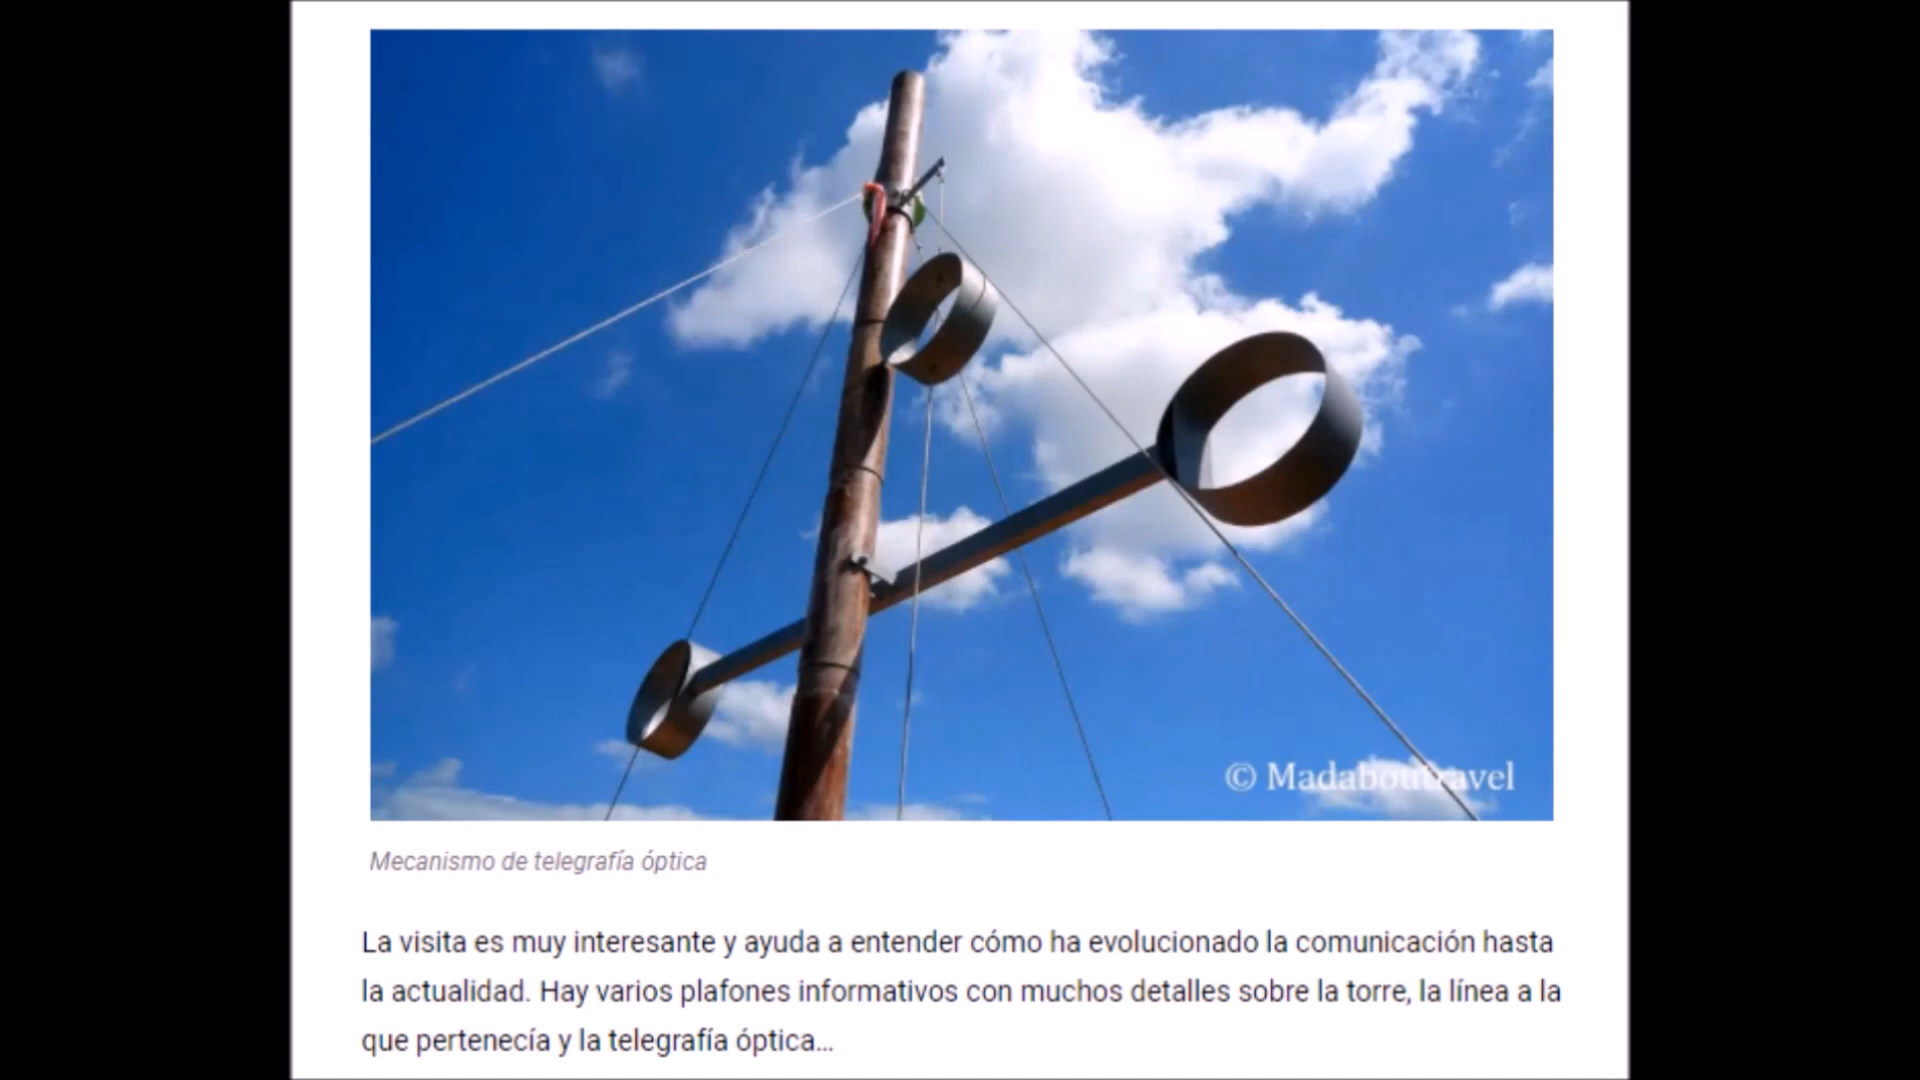 © Madaboutravel
Mecanismo de telegrafía óptica
La visita es muy interesante y ayuda a entender cómo ha evolucionado la comunicación hasta
la actualidad. Hay varios plafones informativos con muchos detalles sobre la torre, la línea a la
que pertenecía y la telegrafía óptica...